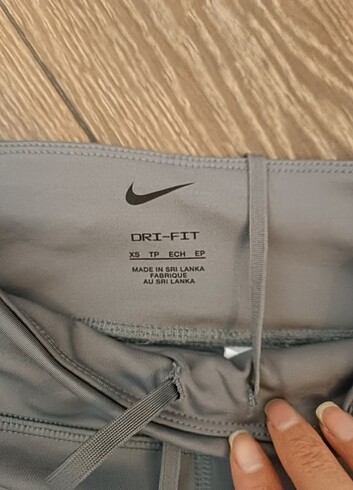 DRI-FIT
XS TP ECH EP
MADE IN SRI LANKA
FABRIQUE
AU SRI LANKA